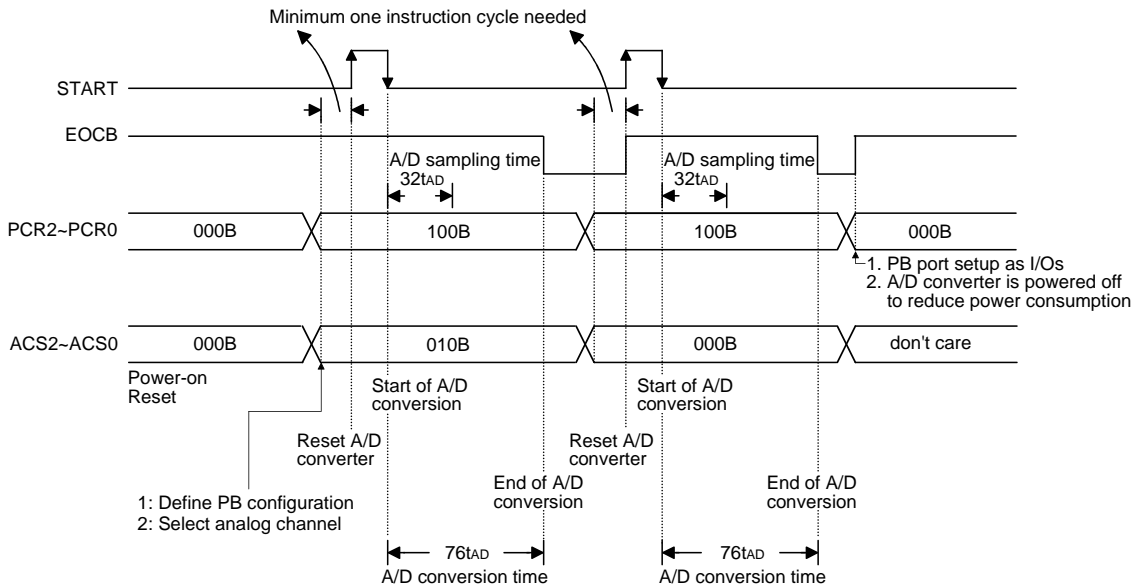 Minimum one instruction cycle needed
START
EOCB
A/D sampling time
32tAD
A/D sampling time
32tAD
PCR2~PCR0
000B
100B
100B
000B
1. PB port setup as I/Os
2. A/D converter is powered off
to reduce power consumption
ACS2~ACS0
000B
010B
000B
don't care
Power-on
Reset
Start of A/D
conversion
Start of A/D
conversion
Reset A/D
converter
Reset A/D
converter
1: Define PB configuration
2: Select analog channel
End of A/D
conversion
End of A/D
conversion
76tAD
A/D conversion time
76tAD
A/D conversion time